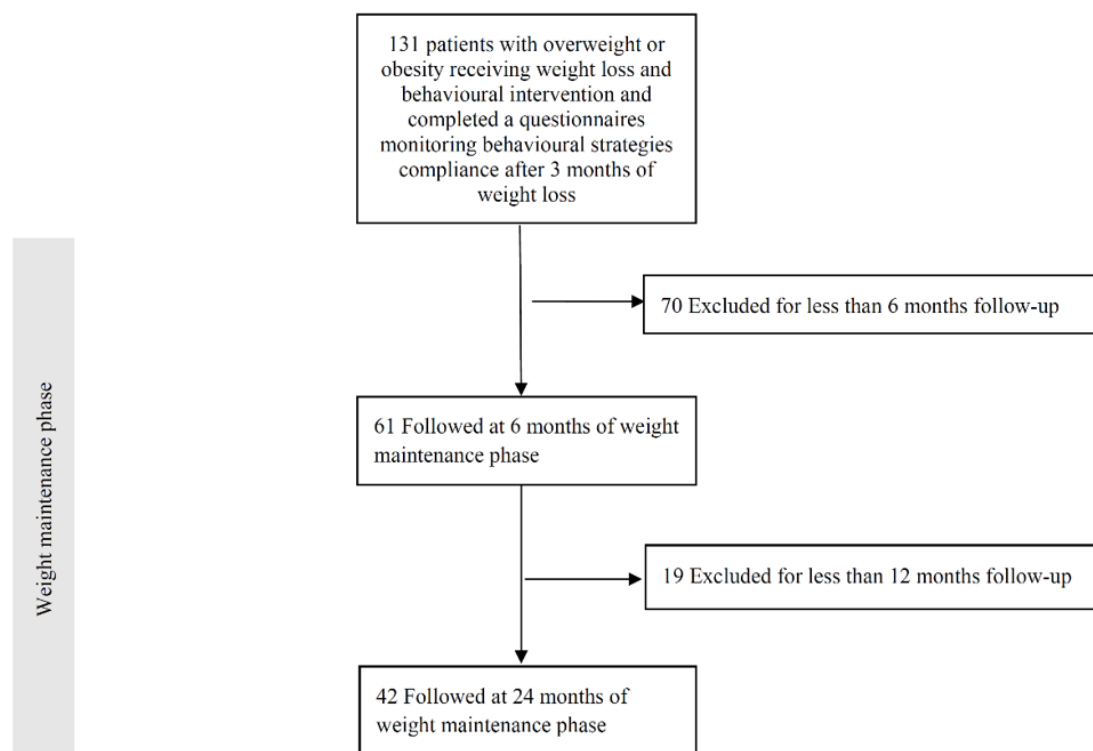 131 patients with overweight or
obesity receiving weight loss and
behavioural intervention and
completed a questionnaires
monitoring behavioural strategies
compliance after 3 months of
weight loss
70 Excluded for less than 6 months follow-up
Weight maintenance phase
61 Followed at 6 months of weight
maintenance phase
19 Excluded for less than 12 months follow-up
42 Followed at 24 months of
weight maintenance phase